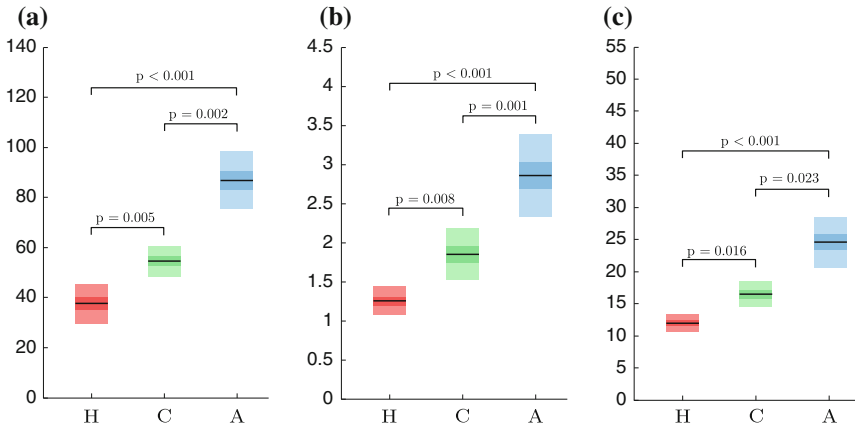 (a)
140
120
100
80
60
40
20
0
p < 0.001
p = 0.002
p = 0.005
H C A
(b)
4.5
4
3.5
3
2.5
2
1.5
1
0.5
0
p < 0.001
p = 0.001
p = 0.008
H C A
(c)
55
50
45
40
35
30
25
20
15
10
5
0
p < 0.001
p = 0.023
p = 0.016
H C A